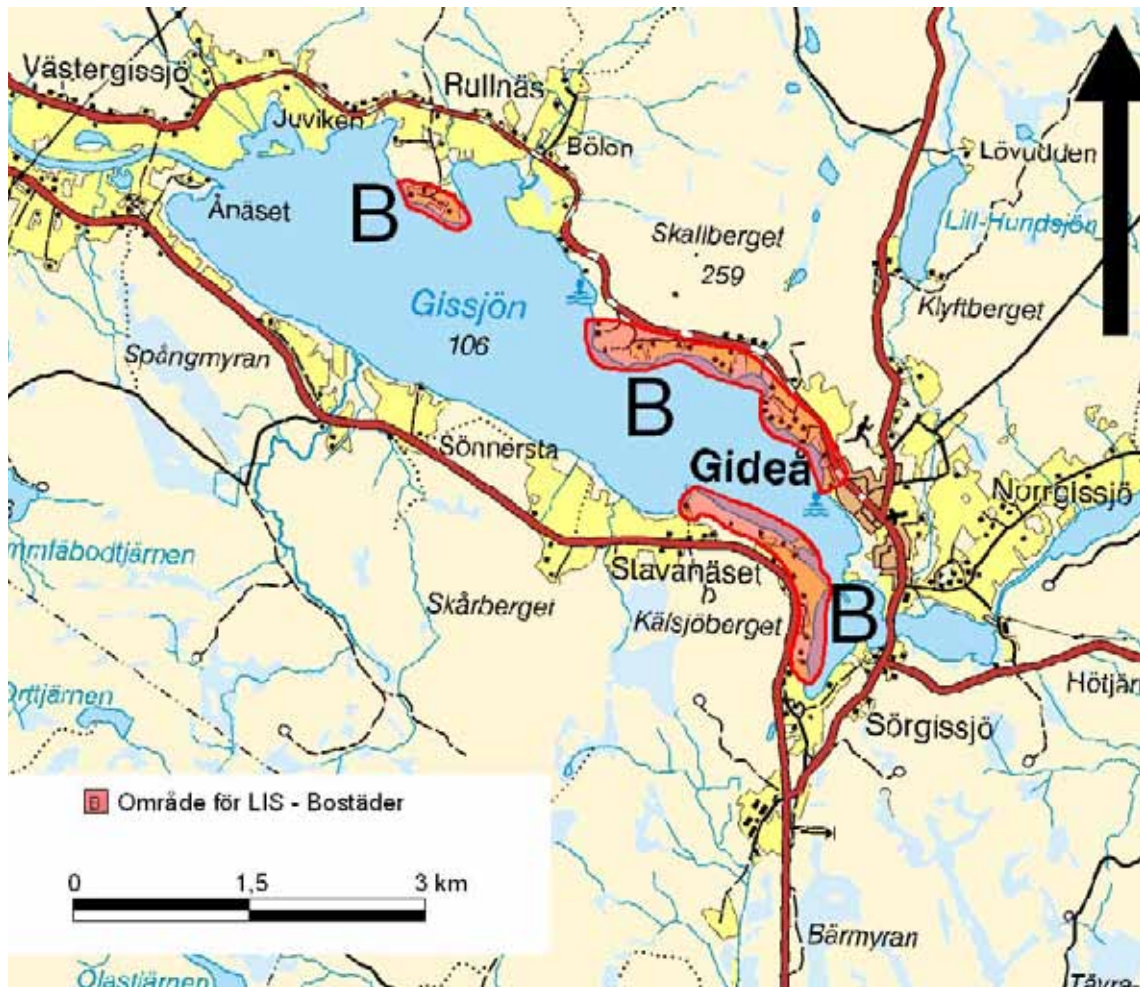 Västergissjö
Rullnäs
Juviken
Bölon
Lövudden
Ånäset
B
Skallberget
259
Lill-Hundsjön
Gissjön
106
Klyftberget
Spångmyran
B
Sönnersta
Gideå
Norrgissjö
Slavanäset
Skårberget
Kälsjöberget
B
Sörgissjö
B Område för LIS - Bostäder
0 1,5 3 km
Bärmyran